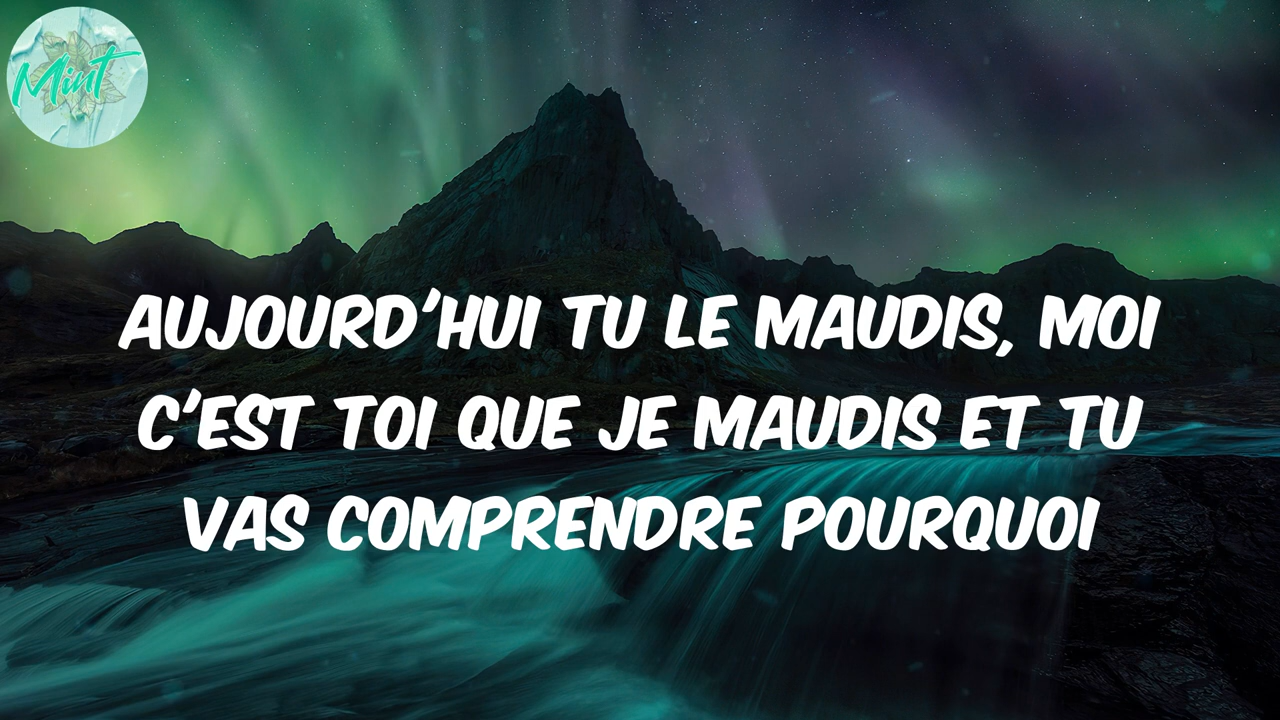 Mint
AUJOURD'HUI TU LE MAUDIS, MOI
C'EST TOI QUE JE MAUDIS ET TU
VAS COMPRENDRE POURQUOI